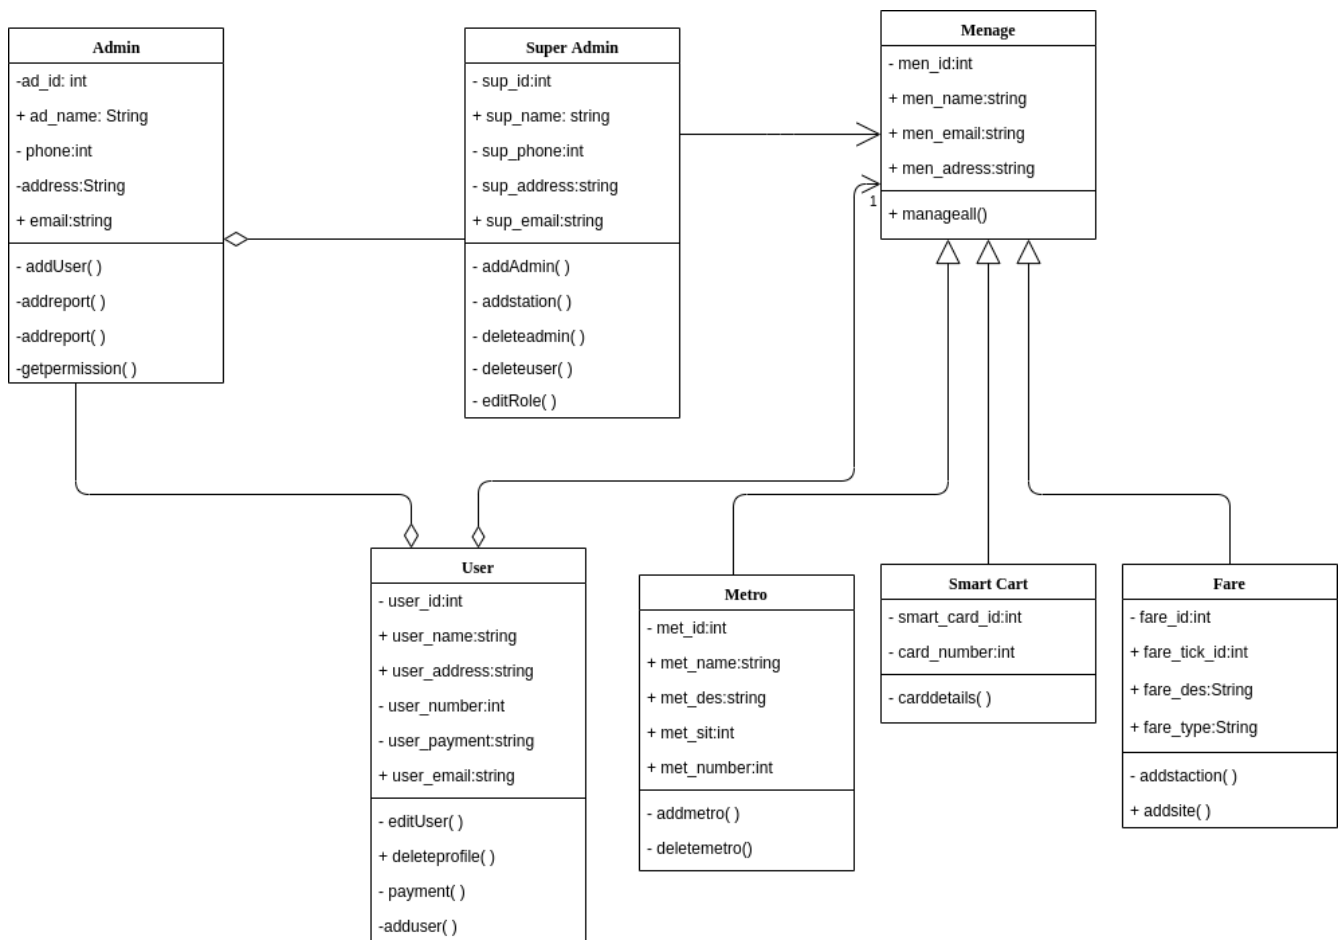 Admin
-ad_id: int
+ ad_name: String
- phone:int
-address:String
+ email:string
- addUser( )
-addreport( )
-addreport( )
-getpermission( )
Super Admin
- sup_id:int
+ sup_name: string
- sup_phone:int
- sup_address:string
+ sup_email:string
- addAdmin( )
- addstation( )
- deleteadmin( )
- deleteuser( )
- editRole( )
Menage
- men_id:int
+ men_name:string
+ men_email:string
+ men_adress:string
+ manageall()
1
User
- user_id:int
+ user_name:string
+ user_address:string
- user_number:int
- user_payment:string
+ user_email:string
- editUser( )
+ deleteprofile( )
- payment( )
-adduser( )
Metro
- met_id:int
+ met_name:string
+ met_des:string
+ met_sit:int
+ met_number:int
- addmetro( )
- deletemetro()
Smart Cart
- smart_card_id:int
- card_number:int
- carddetails( )
Fare
- fare_id:int
+ fare_tick_id:int
+ fare_des:String
+ fare_type:String
- addstaction( )
+ addsite( )